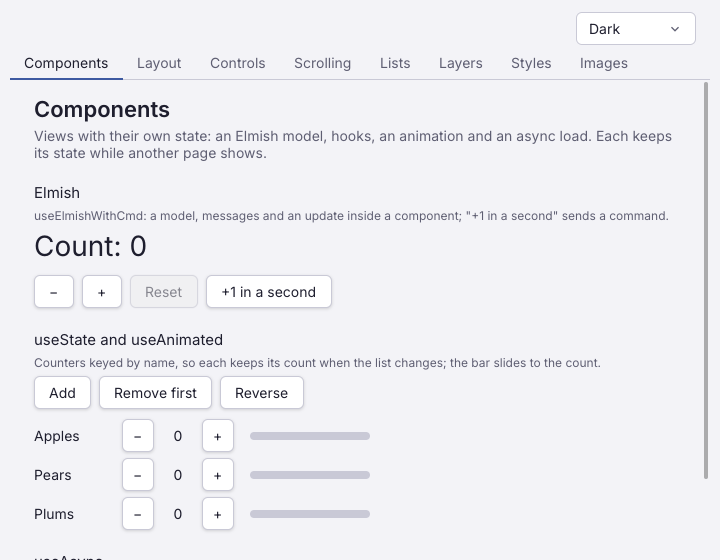 Dark
Components Layout Controls Scrolling Lists Layers Styles Images
Components
Views with their own state: an Elmish model, hooks, an animation and an async load. Each keeps
its state while another page shows.
Elmish
useElmishWithCmd: a model, messages and an update inside a component; "+1 in a second" sends a command.
Count: 0
− + Reset +1 in a second
useState and useAnimated
Counters keyed by name, so each keeps its count when the list changes; the bar slides to the count.
Add Remove first Reverse
Apples − 0 +
Pears − 0 +
Plums − 0 +
useAsync